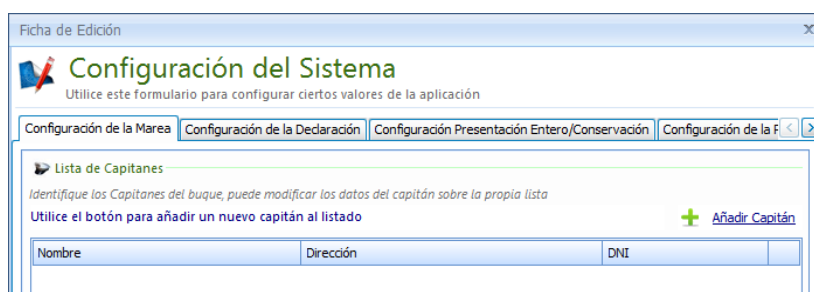 Ficha de Edición
Configuración del Sistema
Utilice este formulario para configurar ciertos valores de la aplicación
Configuración de la Marea Configuración de la Declaración Configuración Presentación Entero/Conservación Configuración de la
Lista de Capitanes
Identifique los Capitanes del buque, puede modificar los datos del capitán sobre la propia lista
Utilice el botón para añadir un nuevo capitán al listado Añadir Capitán
Nombre Dirección DNI